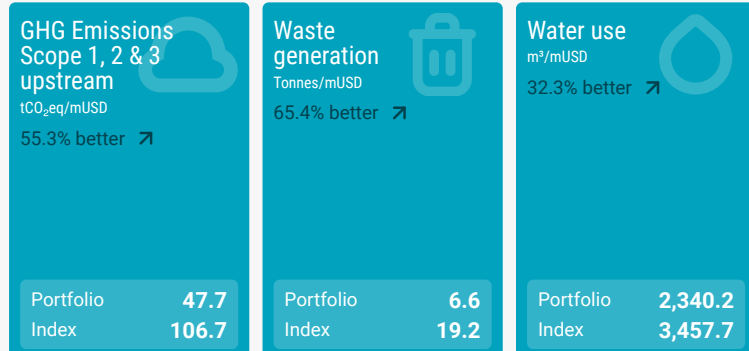 GHG Emissions
Scope 1, 2 & 3
upstream
tCO₂eq/mUSD
55.3% better
Portfolio 47.7
Index 106.7
Waste
generation
Tonnes/mUSD
65.4% better
Portfolio 6.6
Index 19.2
Water use
m³/mUSD
32.3% better
Portfolio 2,340.2
Index 3,457.7